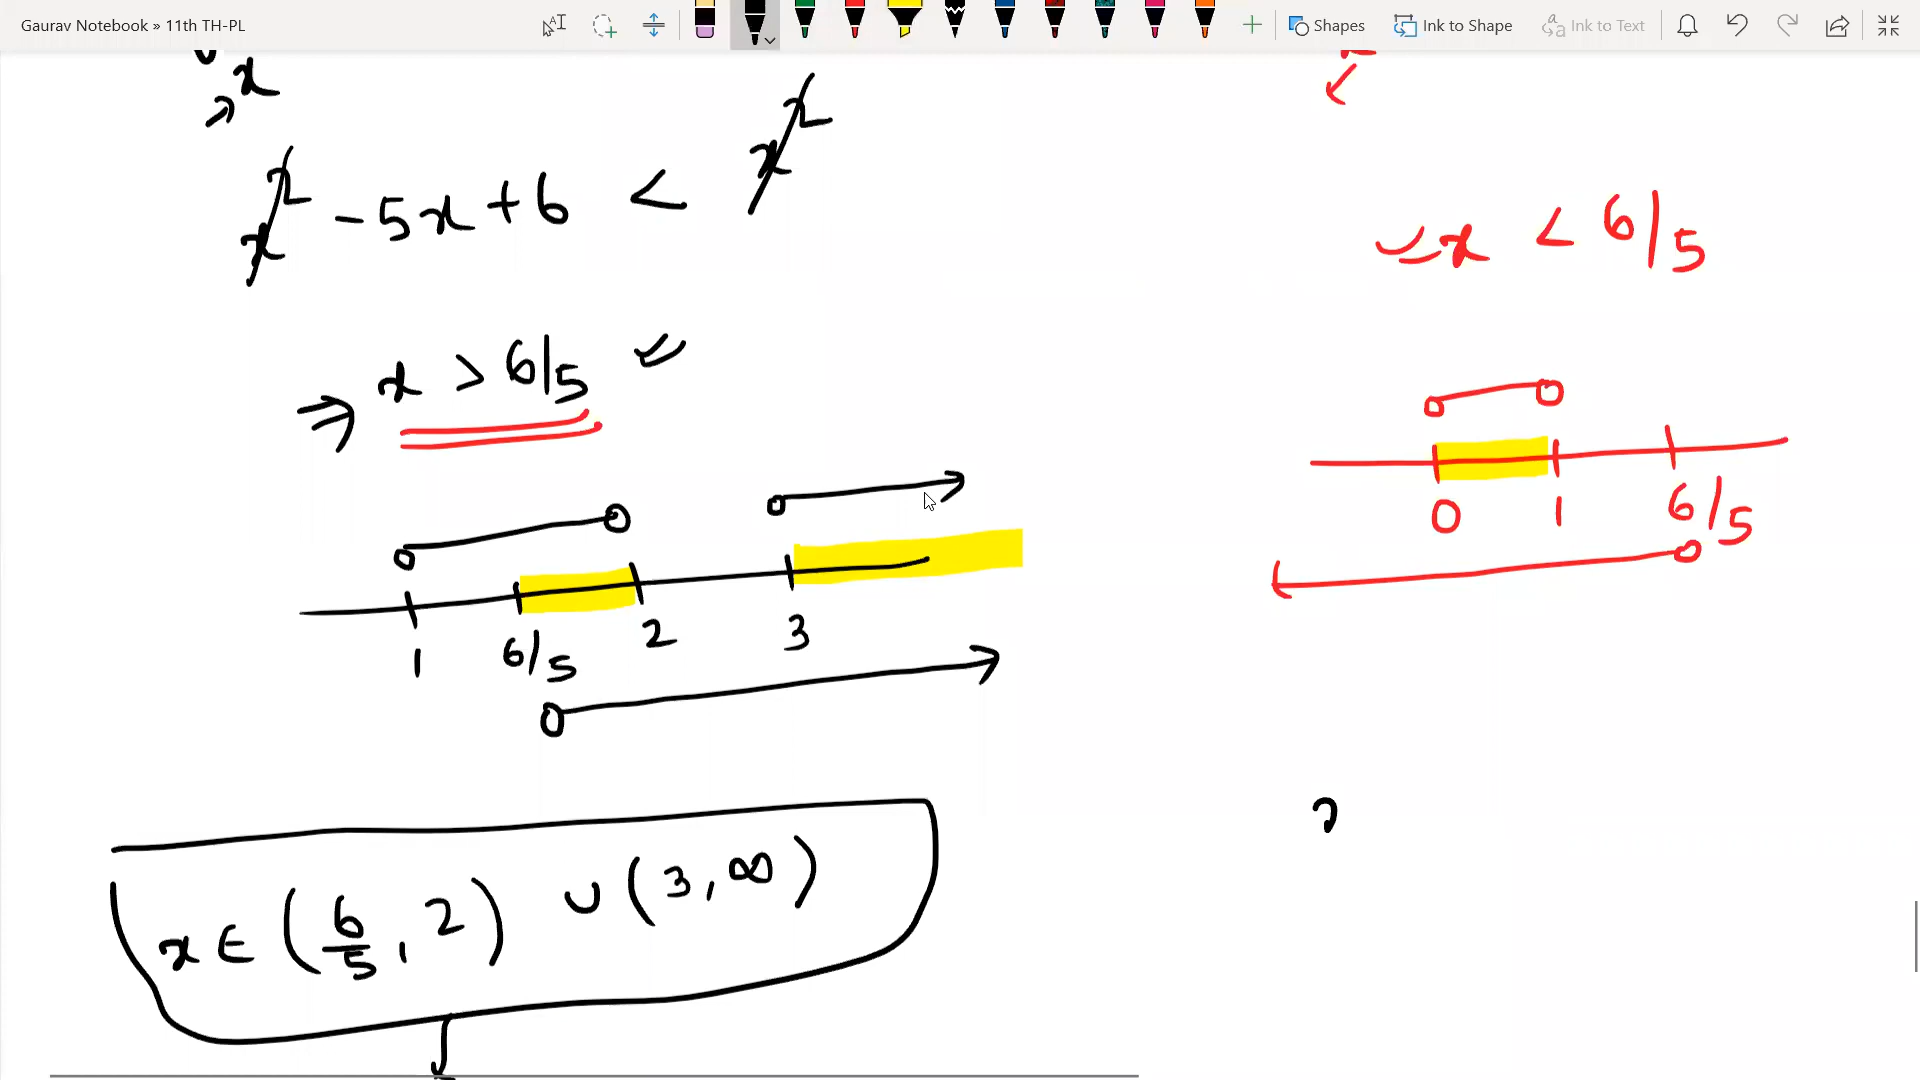 Gaurav Notebook » 11th TH-PL
Shapes
Ink to Shape
Ink to Text
x
x² - 5x + 6 < x²
x < 6/5
⇒ x > 6/5
0 1 6/5
1 6/5 2 3
x ∈ (6/5, 2) ∪ (3, ∞)